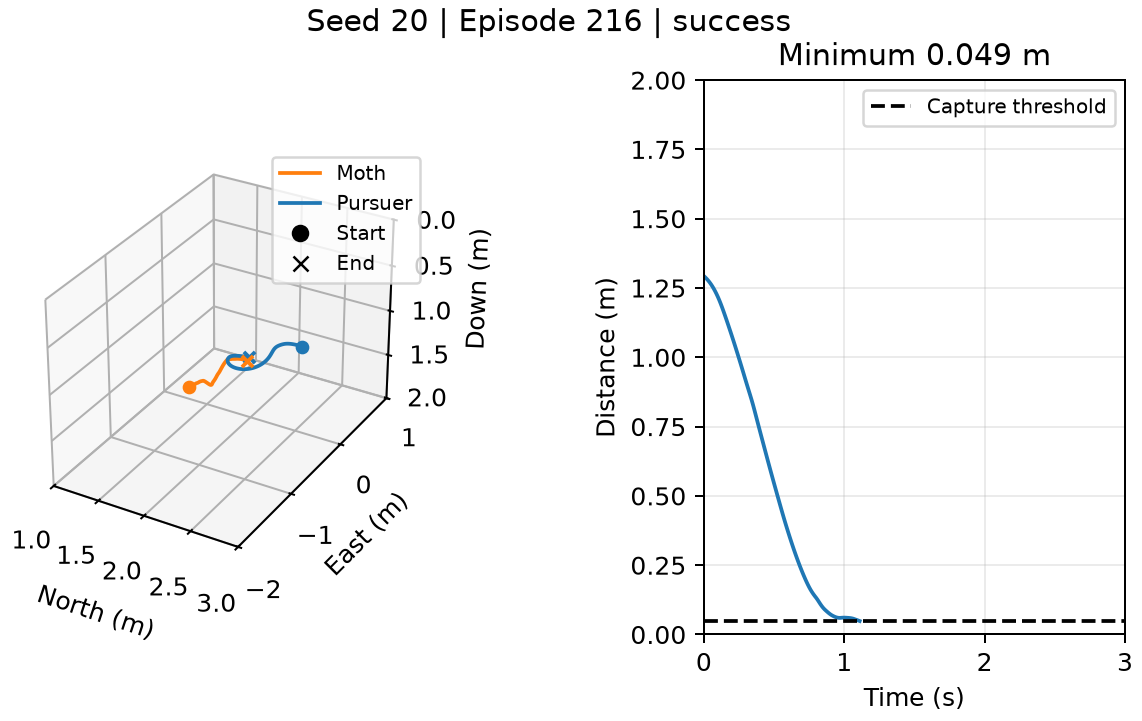 Seed 20 | Episode 216 | success
Moth
Pursuer
Start
End
0.0
0.5
1.0
1.5
2.0
Down (m)
1
0
−1
−2
East (m)
1.0
1.5
2.0
2.5
3.0
North (m)
Minimum 0.049 m
Capture threshold
2.00
1.75
1.50
1.25
1.00
0.75
0.50
0.25
0.00
Distance (m)
0 1 2 3
Time (s)